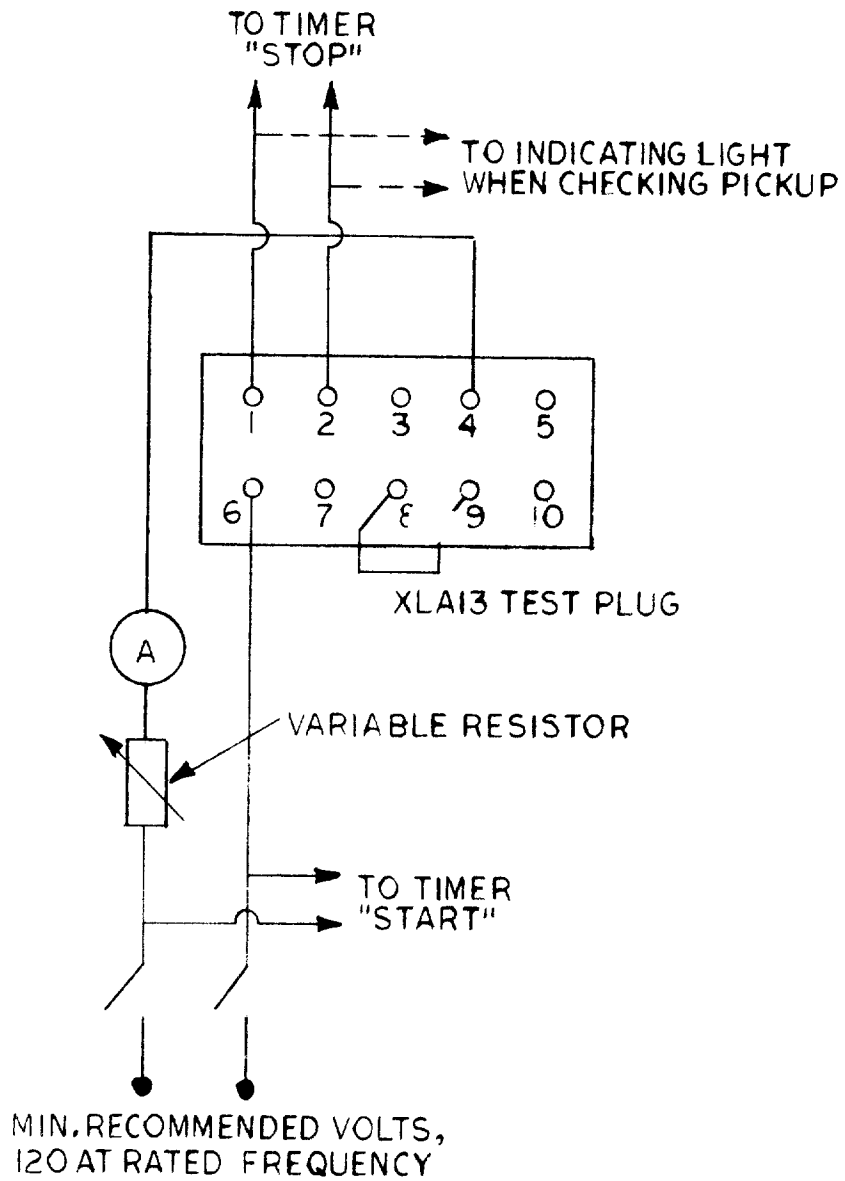 TO TIMER
"STOP"
TO INDICATING LIGHT
WHEN CHECKING PICKUP
1 2 3 4 5
6 7 8 9 10
XLA13 TEST PLUG
A
VARIABLE RESISTOR
TO TIMER
"START"
MIN. RECOMMENDED VOLTS,
120 AT RATED FREQUENCY